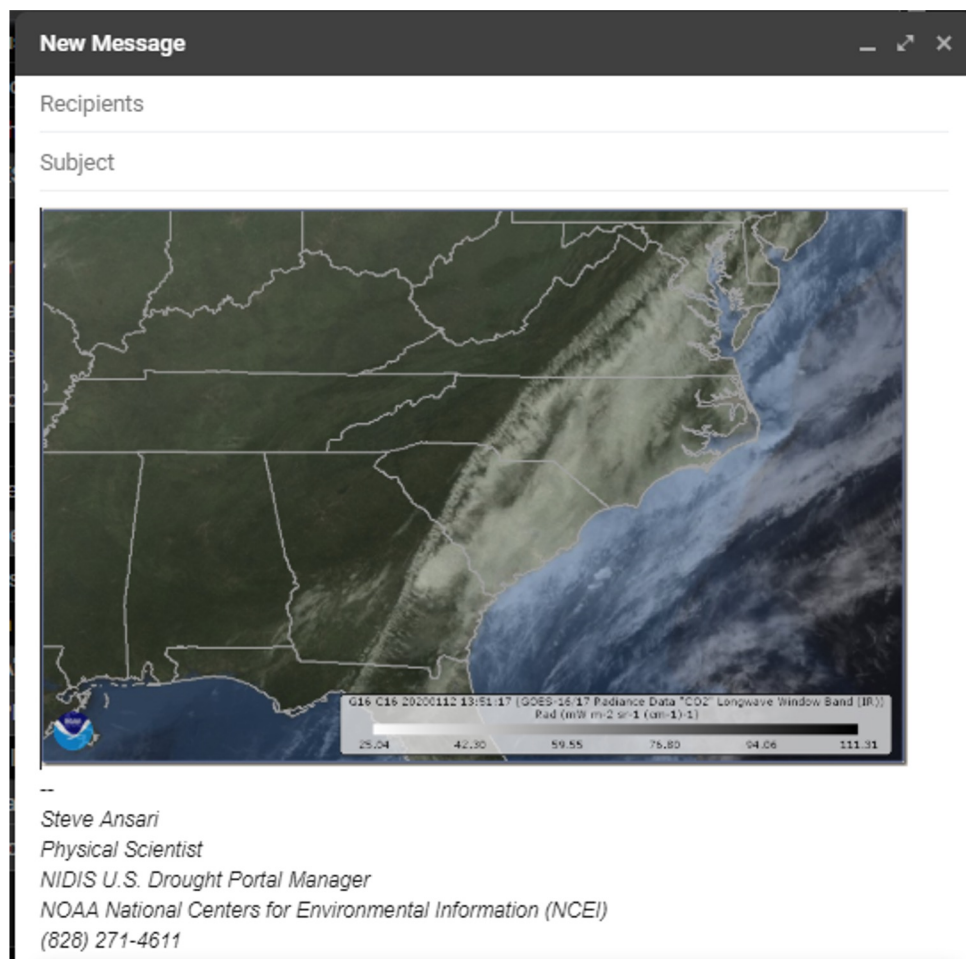 New Message
Recipients
Subject
G16 C16 20200112 13:51:17 (GOES-16/17 Radiance Data "CO2" Longwave Window Band (IR))
Rad (mW m-2 sr-1 (cm-1)-1)
25.04 42.30 59.55 76.80 94.06 111.31
--
Steve Ansari
Physical Scientist
NIDIS U.S. Drought Portal Manager
NOAA National Centers for Environmental Information (NCEI)
(828) 271-4611